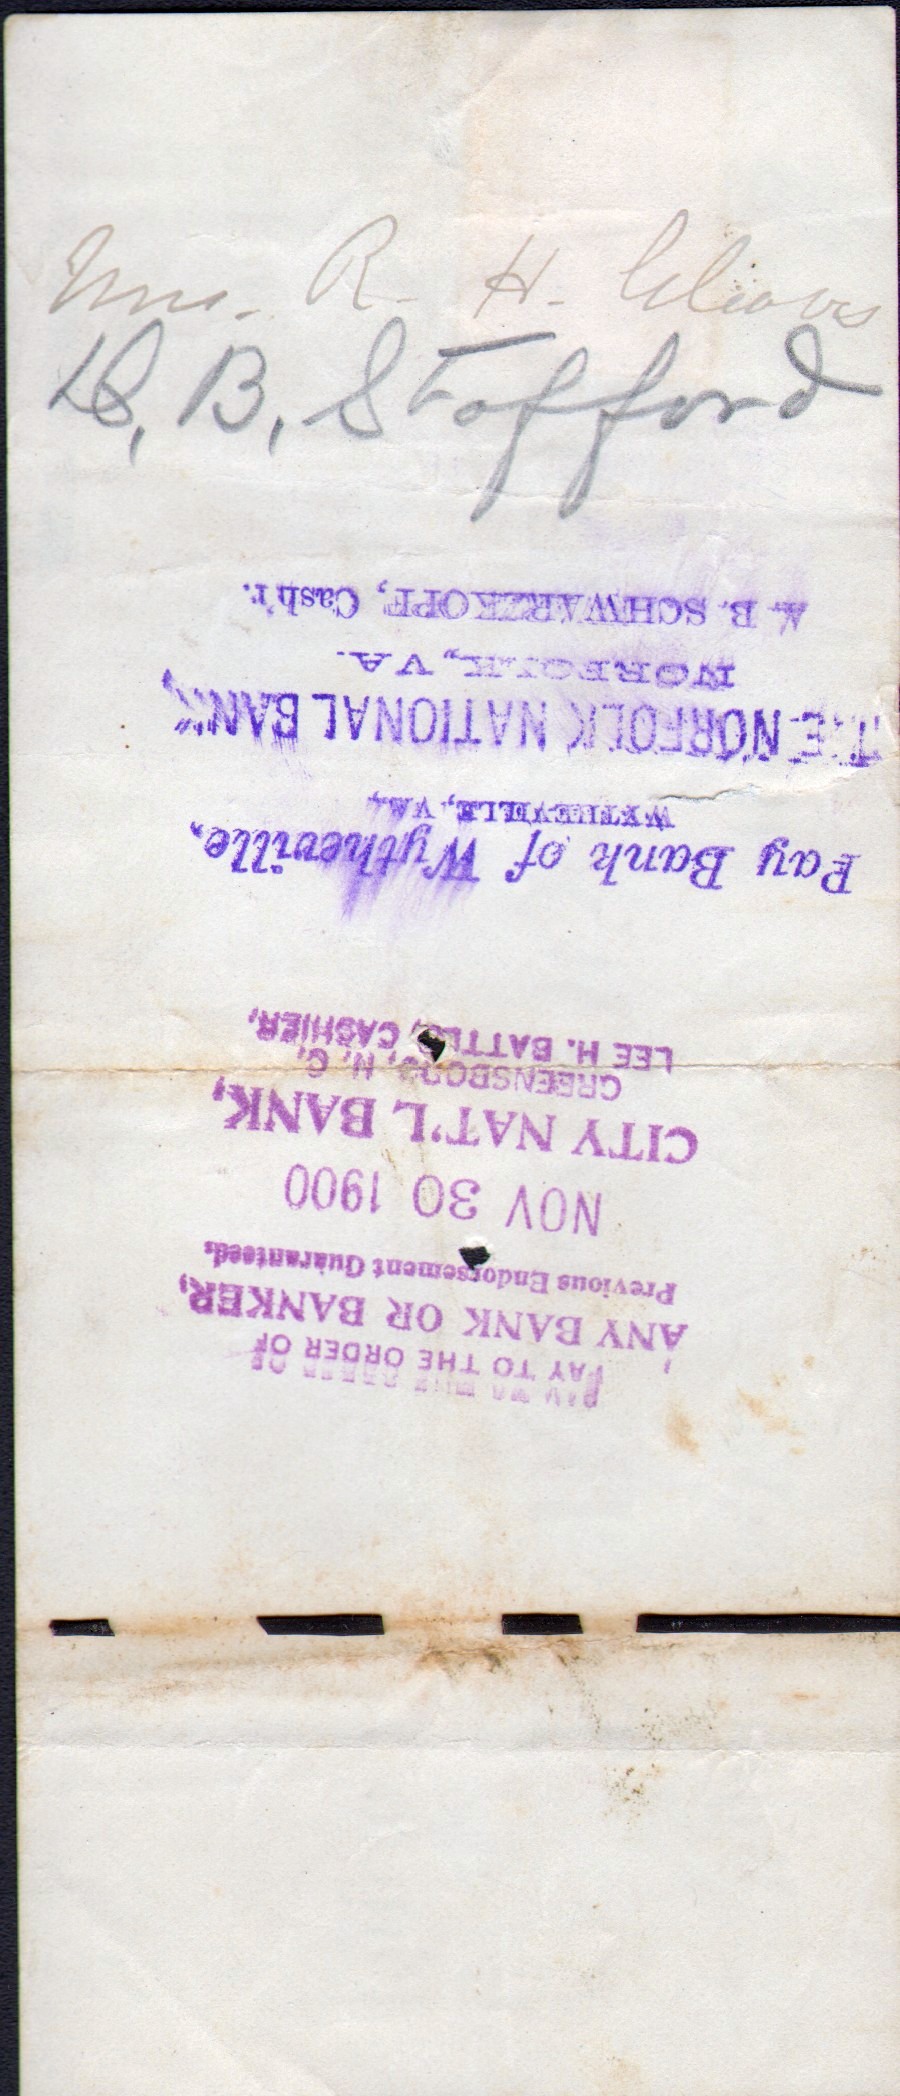 Mrs. R. H. Cleaves
D. B. Stafford
PAY TO THE ORDER OF
ANY BANK OR BANKER,
Previous Endorsement Guaranteed.
NOV 30 1900
CITY NAT'L BANK,
GREENSBORO, N. C.
LEE H. BATTLE, CASHIER.
Pay Bank of Wytheville,
WYTHEVILLE, VA.,
THE NORFOLK NATIONAL BANK,
NORFOLK, VA.
A. B. SCHWARZKOPF, Cash'r.